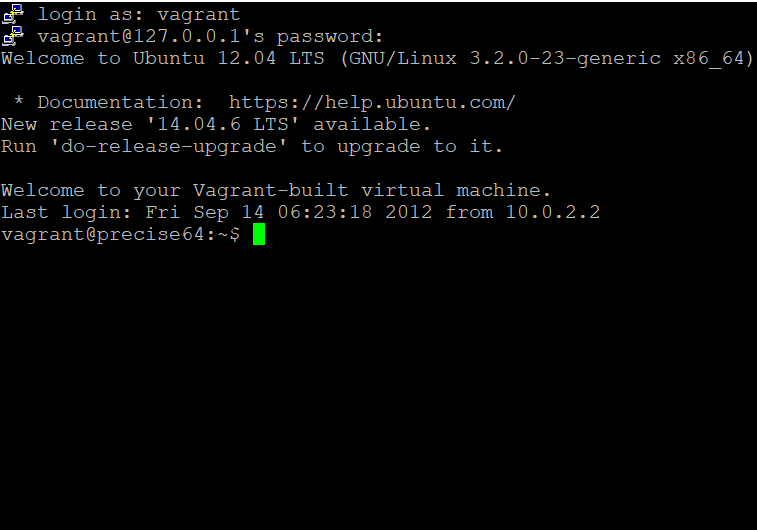 login as: vagrant
vagrant@127.0.0.1's password:
Welcome to Ubuntu 12.04 LTS (GNU/Linux 3.2.0-23-generic x86_64)
* Documentation:  https://help.ubuntu.com/
New release '14.04.6 LTS' available.
Run 'do-release-upgrade' to upgrade to it.
Welcome to your Vagrant-built virtual machine.
Last login: Fri Sep 14 06:23:18 2012 from 10.0.2.2
vagrant@precise64:~$